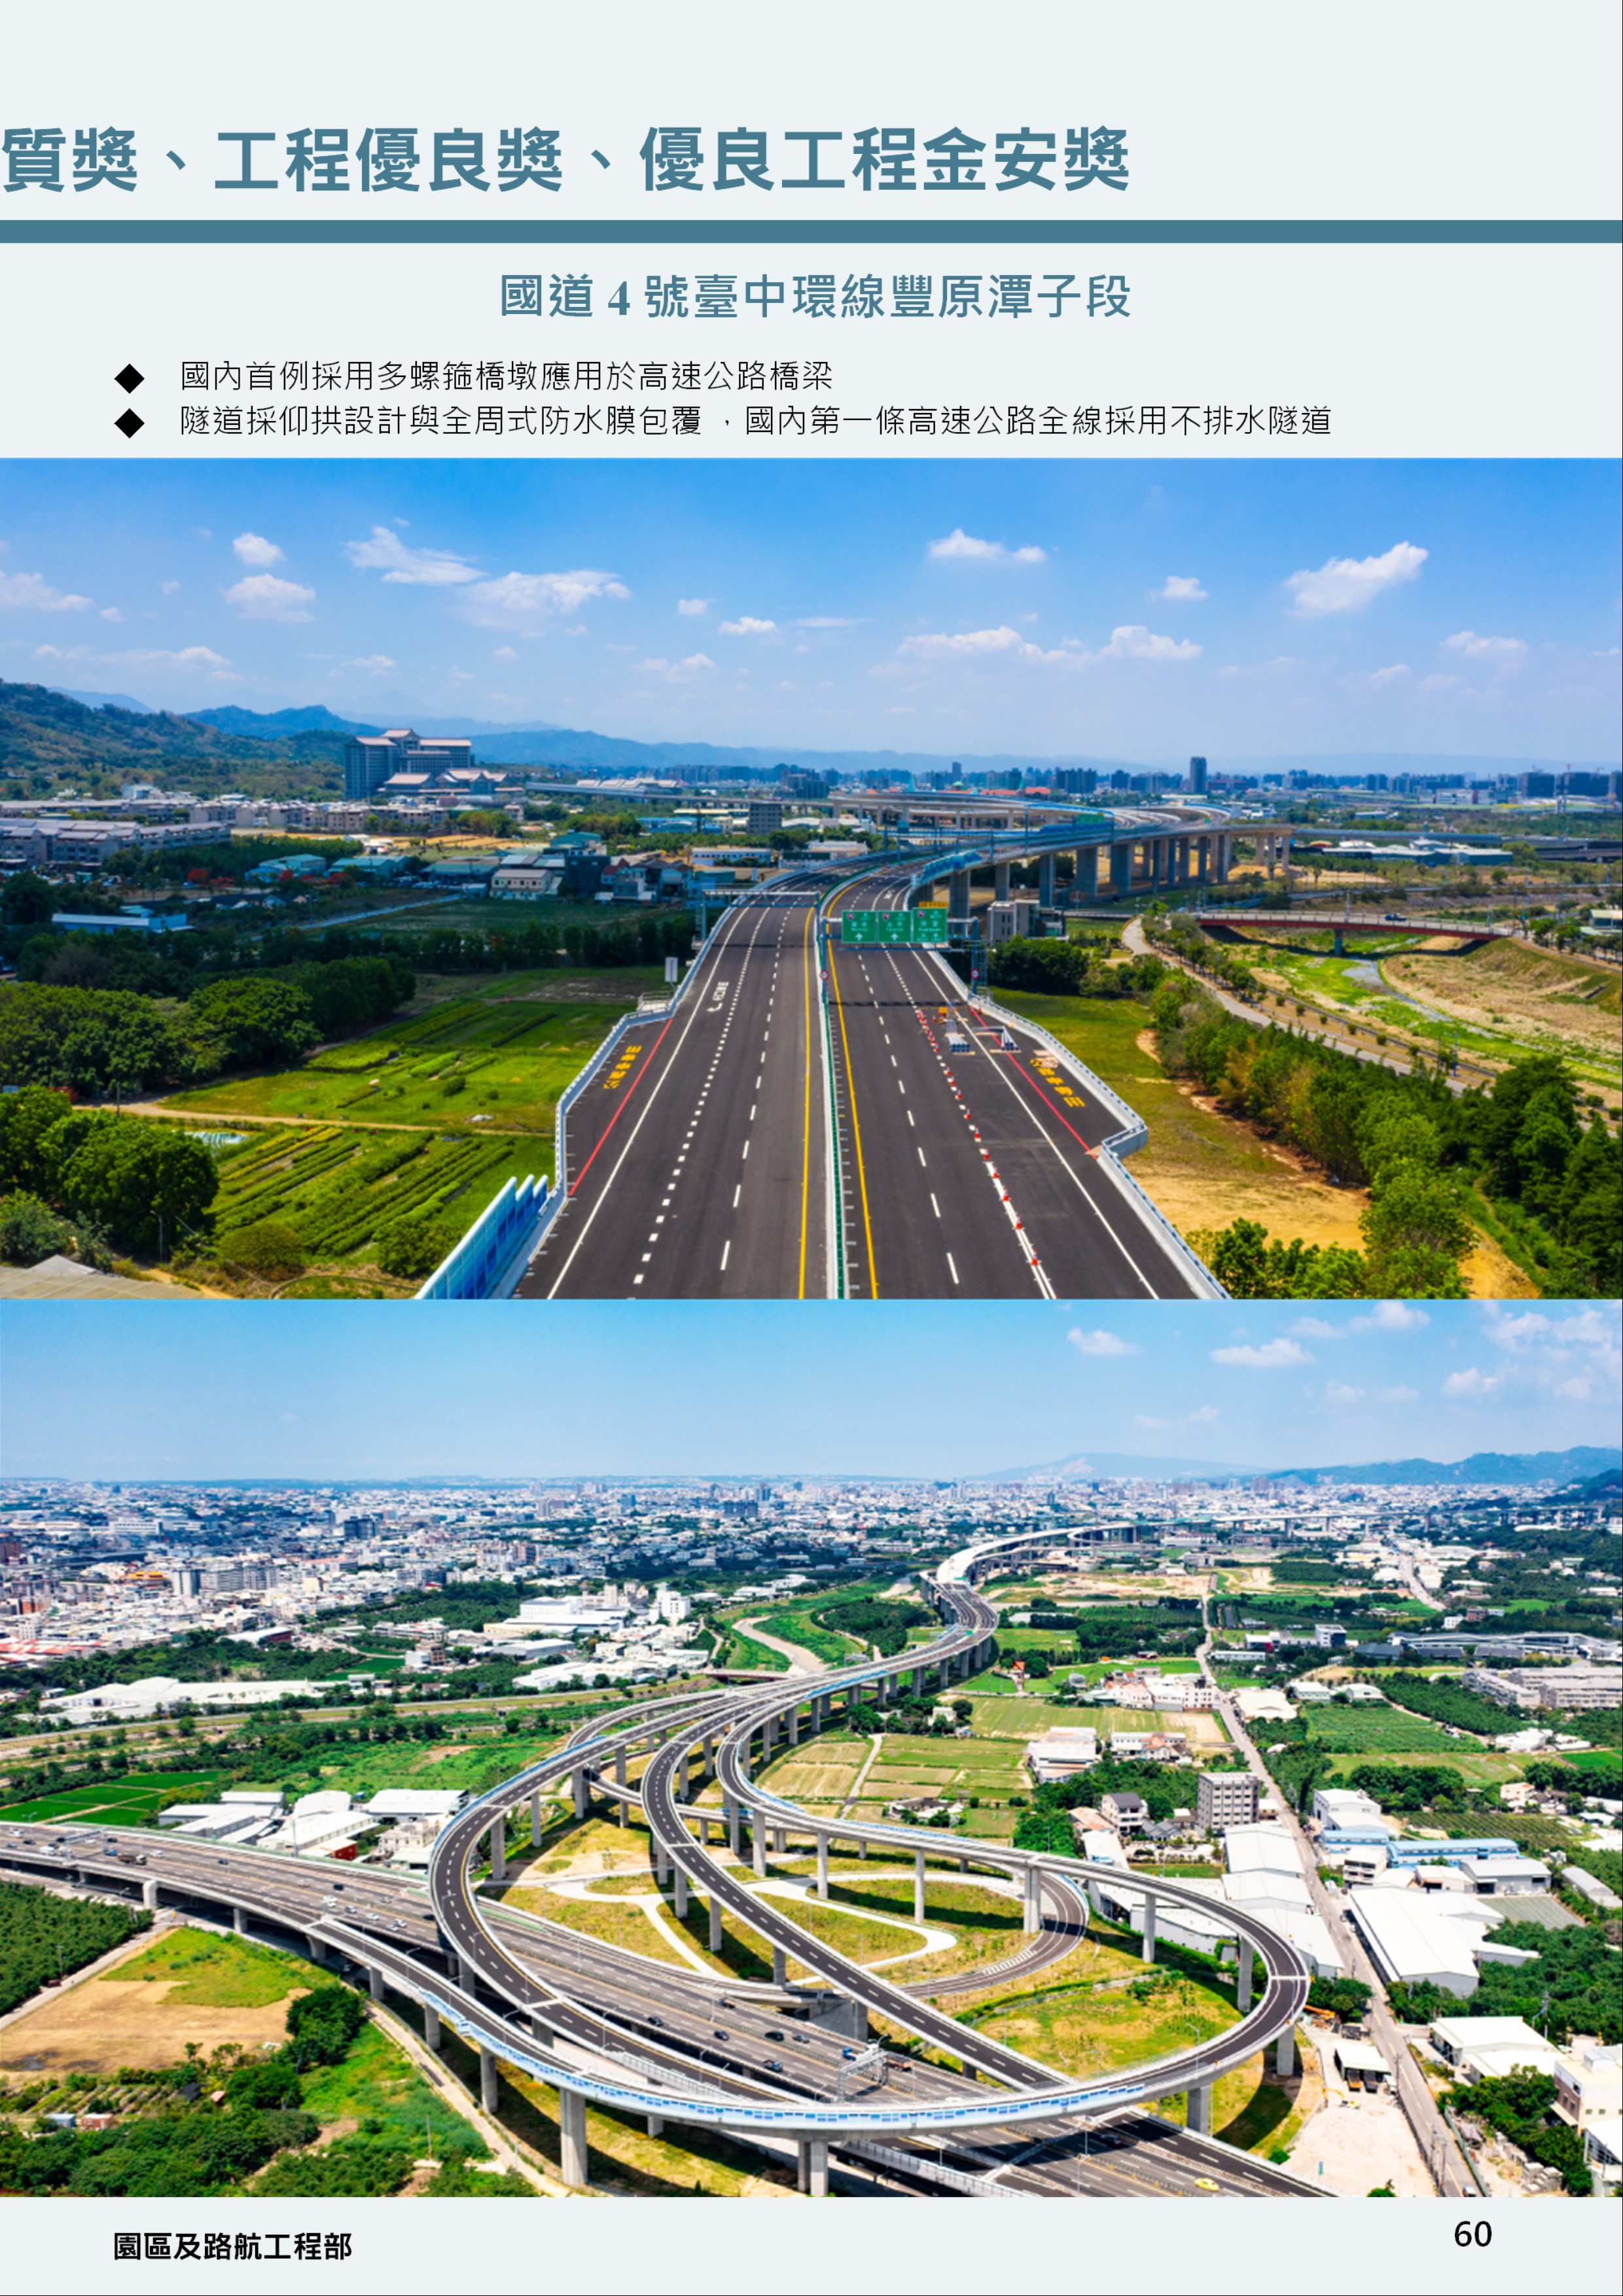 質獎、工程優良獎、優良工程金安獎
國道 4 號臺中環線豐原潭子段
◆ 國內首例採用多螺箍橋墩應用於高速公路橋梁
◆ 隧道採仰拱設計與全周式防水膜包覆，國內第一條高速公路全線採用不排水隧道
園區及路航工程部
60